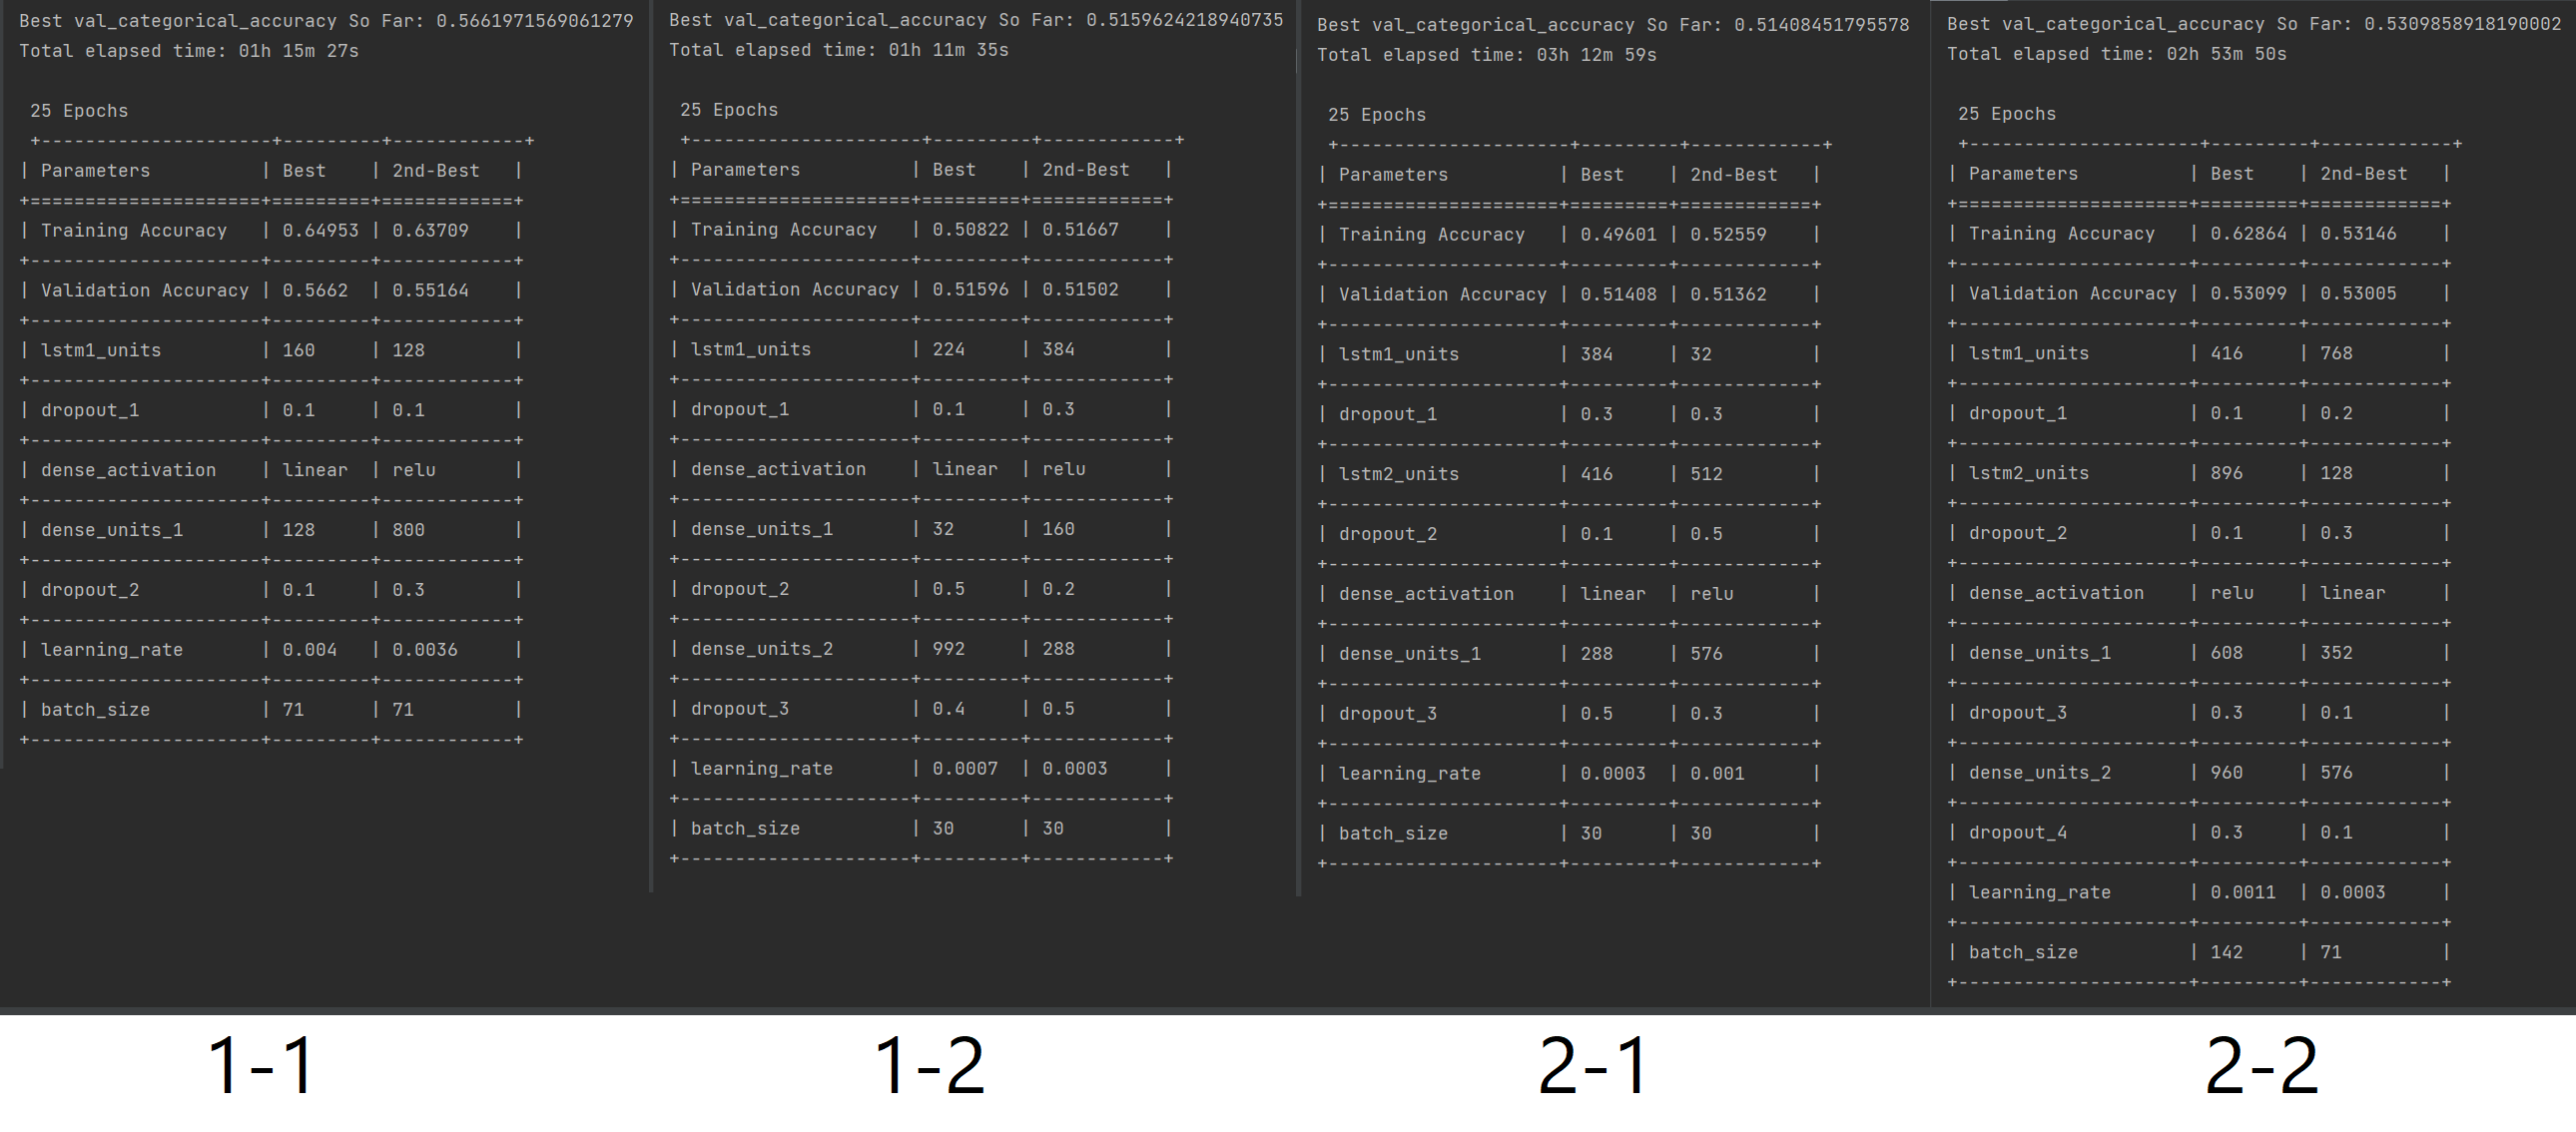 Best val_categorical_accuracy So Far: 0.5661971569061279
Total elapsed time: 01h 15m 27s
25 Epochs
+----------------------+---------+------------+
| Parameters | Best | 2nd-Best |
+=====================+=========+============+
| Training Accuracy | 0.64953 | 0.63709 |
+---------------------+---------+------------+
| Validation Accuracy | 0.5662 | 0.55164 |
+---------------------+---------+------------+
| lstm1_units | 160 | 128 |
+---------------------+---------+------------+
| dropout_1 | 0.1 | 0.1 |
+---------------------+---------+------------+
| dense_activation | linear | relu |
+---------------------+---------+------------+
| dense_units_1 | 128 | 800 |
+---------------------+---------+------------+
| dropout_2 | 0.1 | 0.3 |
+---------------------+---------+------------+
| learning_rate | 0.004 | 0.0036 |
+---------------------+---------+------------+
| batch_size | 71 | 71 |
+---------------------+---------+------------+
1-1
Best val_categorical_accuracy So Far: 0.5159624218940735
Total elapsed time: 01h 11m 35s
25 Epochs
+---------------------+---------+------------+
| Parameters | Best | 2nd-Best |
+=====================+=========+============+
| Training Accuracy | 0.50822 | 0.51667 |
+---------------------+---------+------------+
| Validation Accuracy | 0.51596 | 0.51502 |
+---------------------+---------+------------+
| lstm1_units | 224 | 384 |
+---------------------+---------+------------+
| dropout_1 | 0.1 | 0.3 |
+---------------------+---------+------------+
| dense_activation | linear | relu |
+---------------------+---------+------------+
| dense_units_1 | 32 | 160 |
+---------------------+---------+------------+
| dropout_2 | 0.5 | 0.2 |
+---------------------+---------+------------+
| dense_units_2 | 992 | 288 |
+---------------------+---------+------------+
| dropout_3 | 0.4 | 0.5 |
+---------------------+---------+------------+
| learning_rate | 0.0007 | 0.0003 |
+---------------------+---------+------------+
| batch_size | 30 | 30 |
+---------------------+---------+------------+
1-2
Best val_categorical_accuracy So Far: 0.51408451795578
Total elapsed time: 03h 12m 59s
25 Epochs
+---------------------+---------+------------+
| Parameters | Best | 2nd-Best |
+=====================+=========+============+
| Training Accuracy | 0.49601 | 0.52559 |
+---------------------+---------+------------+
| Validation Accuracy | 0.51408 | 0.51362 |
+---------------------+---------+------------+
| lstm1_units | 384 | 32 |
+---------------------+---------+------------+
| dropout_1 | 0.3 | 0.3 |
+---------------------+---------+------------+
| lstm2_units | 416 | 512 |
+---------------------+---------+------------+
| dropout_2 | 0.1 | 0.5 |
+---------------------+---------+------------+
| dense_activation | linear | relu |
+---------------------+---------+------------+
| dense_units_1 | 288 | 576 |
+---------------------+---------+------------+
| dropout_3 | 0.5 | 0.3 |
+---------------------+---------+------------+
| learning_rate | 0.0003 | 0.001 |
+---------------------+---------+------------+
| batch_size | 30 | 30 |
+---------------------+---------+------------+
2-1
Best val_categorical_accuracy So Far: 0.5309858918190002
Total elapsed time: 02h 53m 50s
25 Epochs
+---------------------+---------+------------+
| Parameters | Best | 2nd-Best |
+=====================+=========+============+
| Training Accuracy | 0.62864 | 0.53146 |
+---------------------+---------+------------+
| Validation Accuracy | 0.53099 | 0.53005 |
+---------------------+---------+------------+
| lstm1_units | 416 | 768 |
+---------------------+---------+------------+
| dropout_1 | 0.1 | 0.2 |
+---------------------+---------+------------+
| lstm2_units | 896 | 128 |
+---------------------+---------+------------+
| dropout_2 | 0.1 | 0.3 |
+---------------------+---------+------------+
| dense_activation | relu | linear |
+---------------------+---------+------------+
| dense_units_1 | 608 | 352 |
+---------------------+---------+------------+
| dropout_3 | 0.3 | 0.1 |
+---------------------+---------+------------+
| dense_units_2 | 960 | 576 |
+---------------------+---------+------------+
| dropout_4 | 0.3 | 0.1 |
+---------------------+---------+------------+
| learning_rate | 0.0011 | 0.0003 |
+---------------------+---------+------------+
| batch_size | 142 | 71 |
+---------------------+---------+------------+
2-2